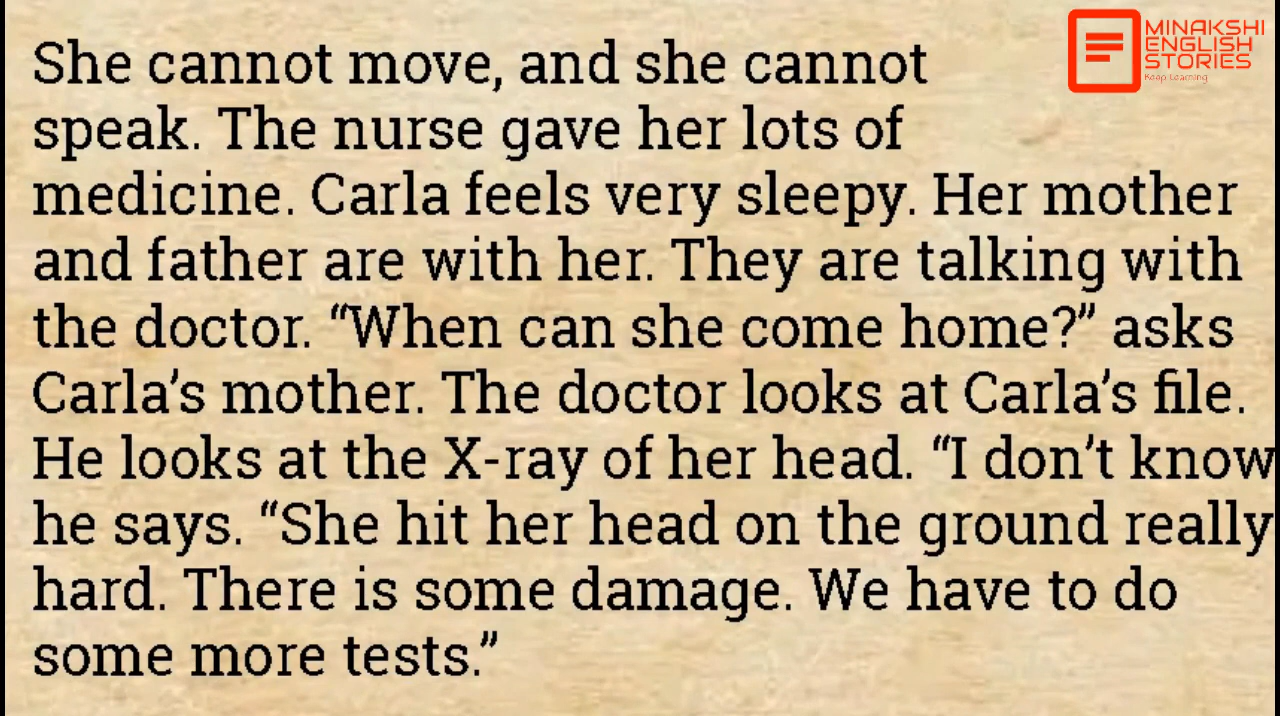 MINAKSHI
ENGLISH
STORIES
Keep Learning
She cannot move, and she cannot
speak. The nurse gave her lots of
medicine. Carla feels very sleepy. Her mother
and father are with her. They are talking with
the doctor. “When can she come home?” asks
Carla’s mother. The doctor looks at Carla’s file.
He looks at the X-ray of her head. “I don’t know
he says. “She hit her head on the ground really
hard. There is some damage. We have to do
some more tests.”